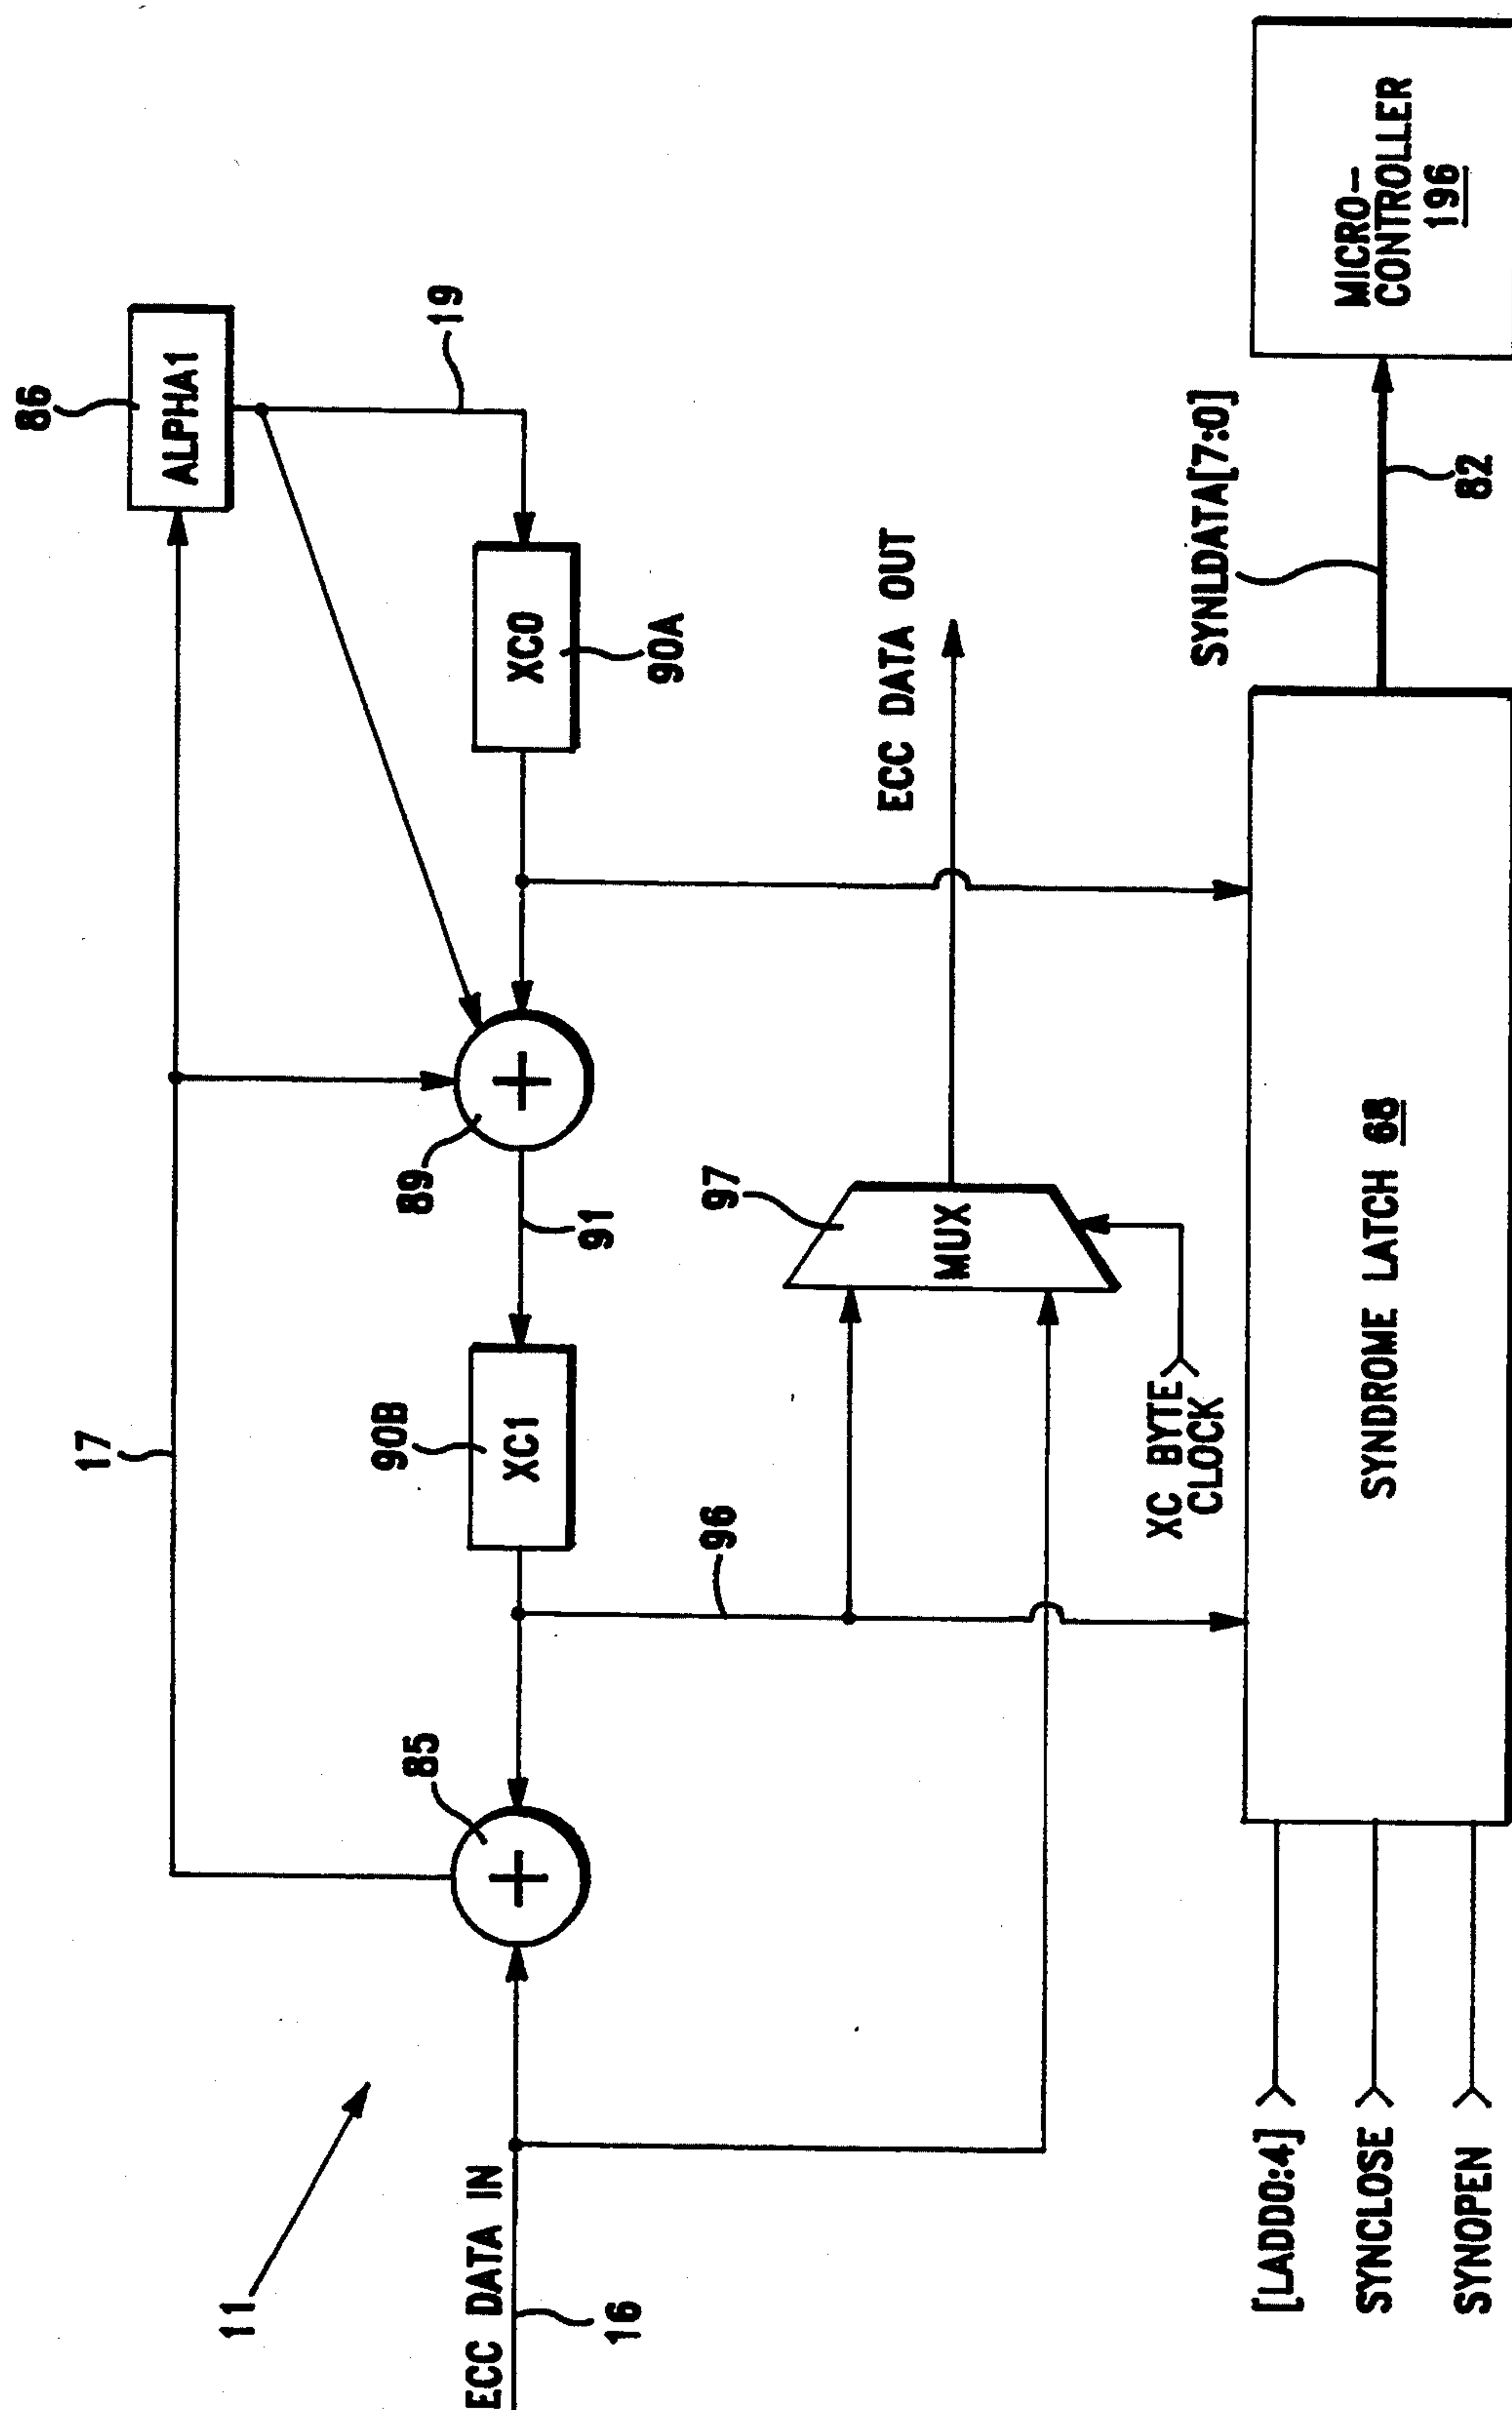 11
17
86
ALPHA1
19
ECC DATA IN
16
85
90B
XC1
89
91
XC0
90A
96
97
MUX
ECC DATA OUT
XC BYTE
CLOCK
[LADD0:4]
SYNCLOSE
SYNOPEN
SYNDROME LATCH 68
SYNLDATA[7:0]
82
MICRO-
CONTROLLER
196